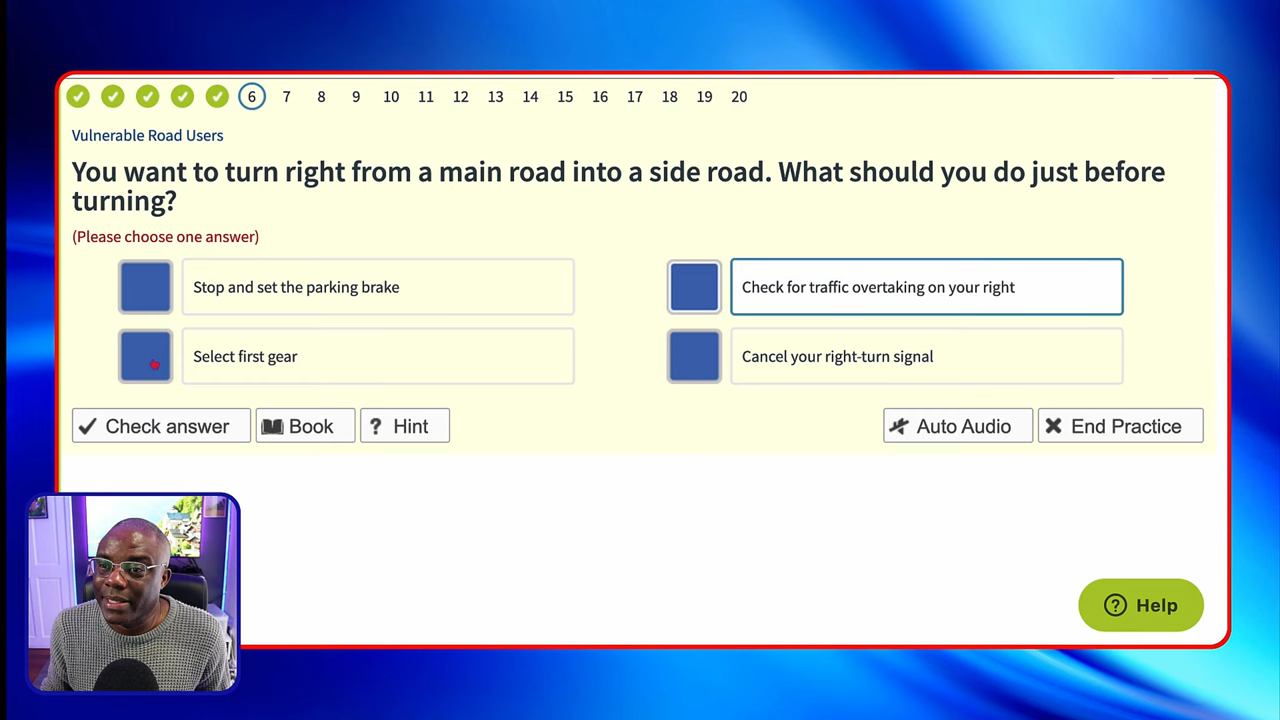 6 7 8 9 10 11 12 13 14 15 16 17 18 19 20
Vulnerable Road Users
You want to turn right from a main road into a side road. What should you do just before
turning?
(Please choose one answer)
Stop and set the parking brake
Check for traffic overtaking on your right
Select first gear
Cancel your right-turn signal
Check answer
Book
? Hint
Auto Audio
End Practice
? Help